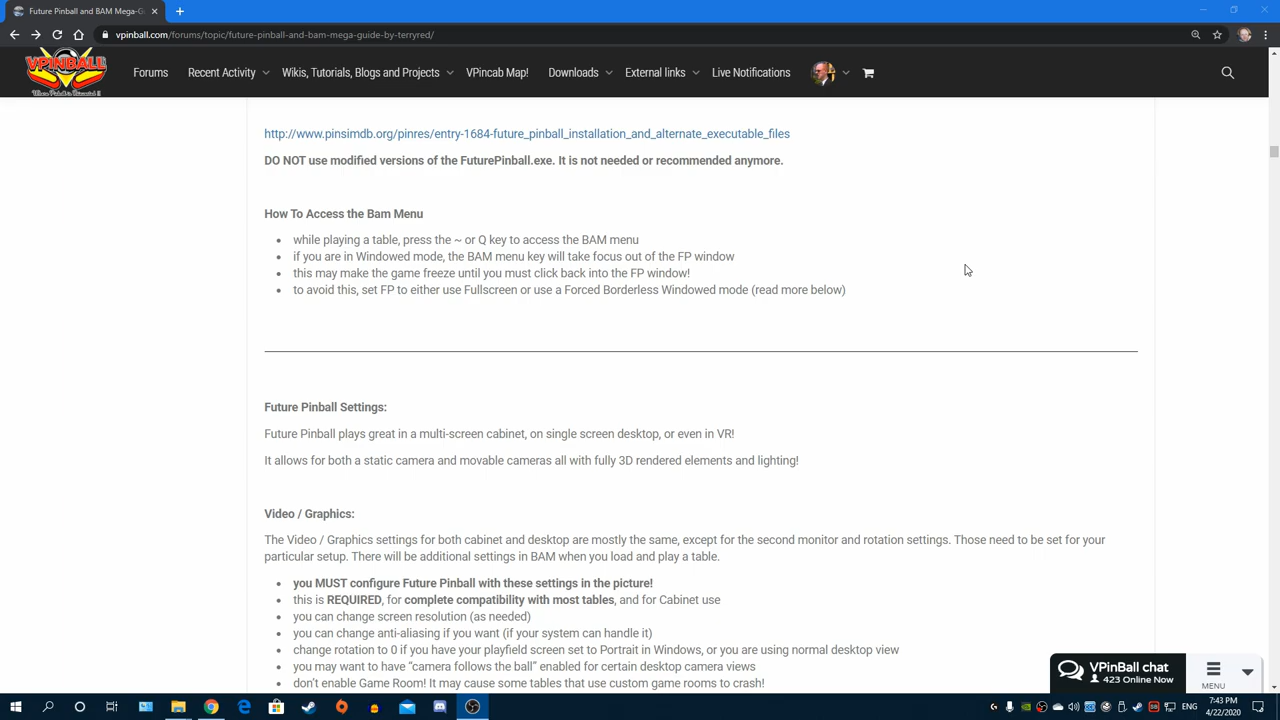 Future Pinball and BAM Mega-G
vpinball.com/forums/topic/future-pinball-and-bam-mega-guide-by-terryred/
VPINBALL
Forums Recent Activity Wikis, Tutorials, Blogs and Projects VPincab Map! Downloads External links Live Notifications
http://www.pinsimdb.org/pinres/entry-1684-future_pinball_installation_and_alternate_executable_files
DO NOT use modified versions of the FuturePinball.exe. It is not needed or recommended anymore.
How To Access the Bam Menu
while playing a table, press the ~ or Q key to access the BAM menu
if you are in Windowed mode, the BAM menu key will take focus out of the FP window
this may make the game freeze until you must click back into the FP window!
to avoid this, set FP to either use Fullscreen or use a Forced Borderless Windowed mode (read more below)
Future Pinball Settings:
Future Pinball plays great in a multi-screen cabinet, on single screen desktop, or even in VR!
It allows for both a static camera and movable cameras all with fully 3D rendered elements and lighting!
Video / Graphics:
The Video / Graphics settings for both cabinet and desktop are mostly the same, except for the second monitor and rotation settings. Those need to be set for your
particular setup. There will be additional settings in BAM when you load and play a table.
you MUST configure Future Pinball with these settings in the picture!
this is REQUIRED, for complete compatibility with most tables, and for Cabinet use
you can change screen resolution (as needed)
you can change anti-aliasing if you want (if your system can handle it)
change rotation to 0 if you have your playfield screen set to Portrait in Windows, or you are using normal desktop view
you may want to have “camera follows the ball” enabled for certain desktop camera views
don’t enable Game Room! It may cause some tables that use custom game rooms to crash!
VPinBall chat
423 Online Now
MENU
ENG
7:43 PM
4/22/2020